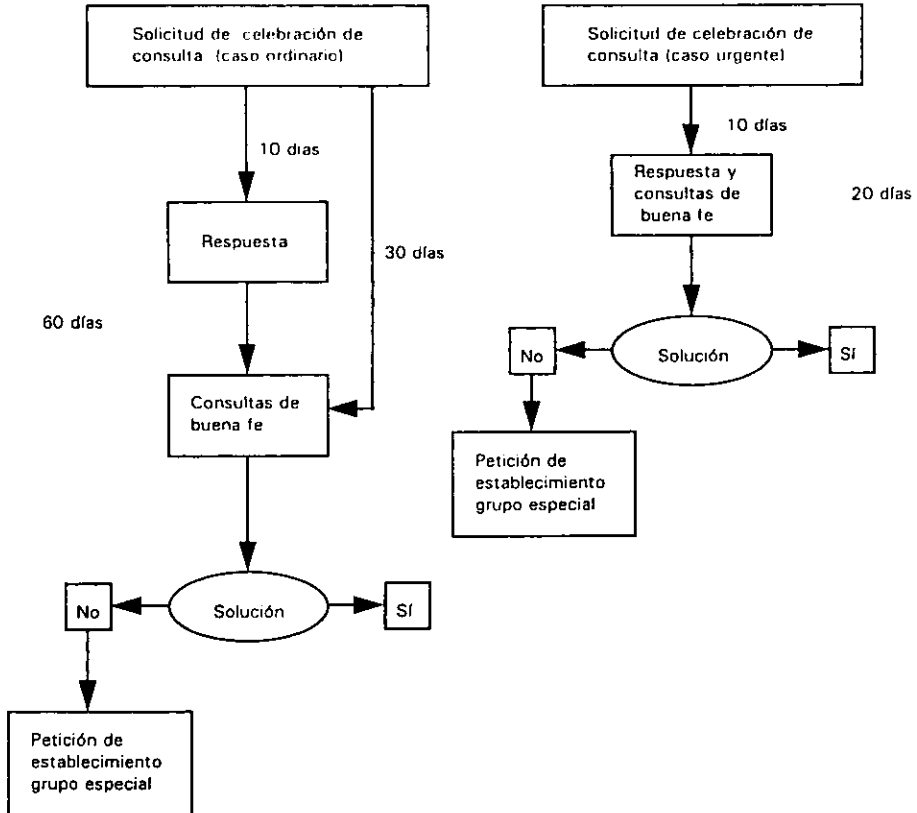 Solicitud de celebración de
consulta (caso ordinario)
10 días
Respuesta
30 días
60 días
Consultas de
buena fe
No
Solución
Sí
Petición de
establecimiento
grupo especial
Solicitud de celebración de
consulta (caso urgente)
10 días
Respuesta y
consultas de
buena fe
20 días
No
Solución
Sí
Petición de
establecimiento
grupo especial